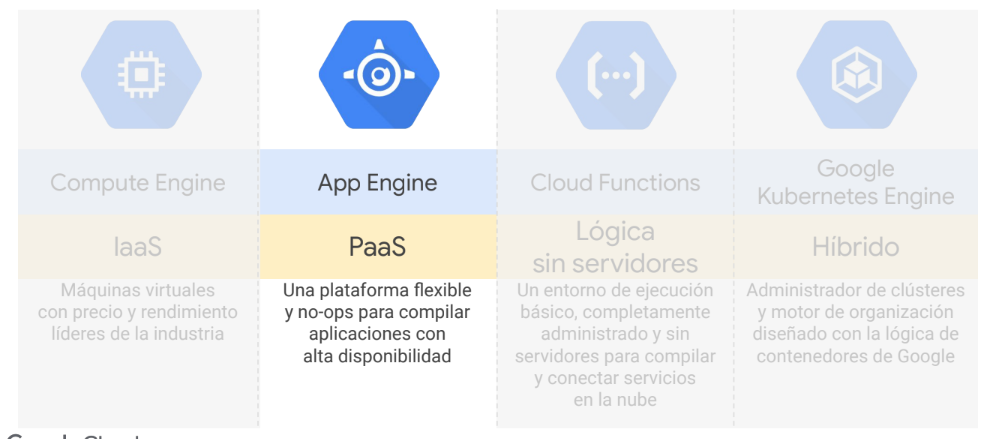 Compute Engine
IaaS
Máquinas virtuales
con precio y rendimiento
líderes de la industria
App Engine
PaaS
Una plataforma flexible
y no-ops para compilar
aplicaciones con
alta disponibilidad
Cloud Functions
Lógica
sin servidores
Un entorno de ejecución
básico, completamente
administrado y sin
servidores para compilar
y conectar servicios
en la nube
Google
Kubernetes Engine
Híbrido
Administrador de clústeres
y motor de organización
diseñado con la lógica de
contenedores de Google